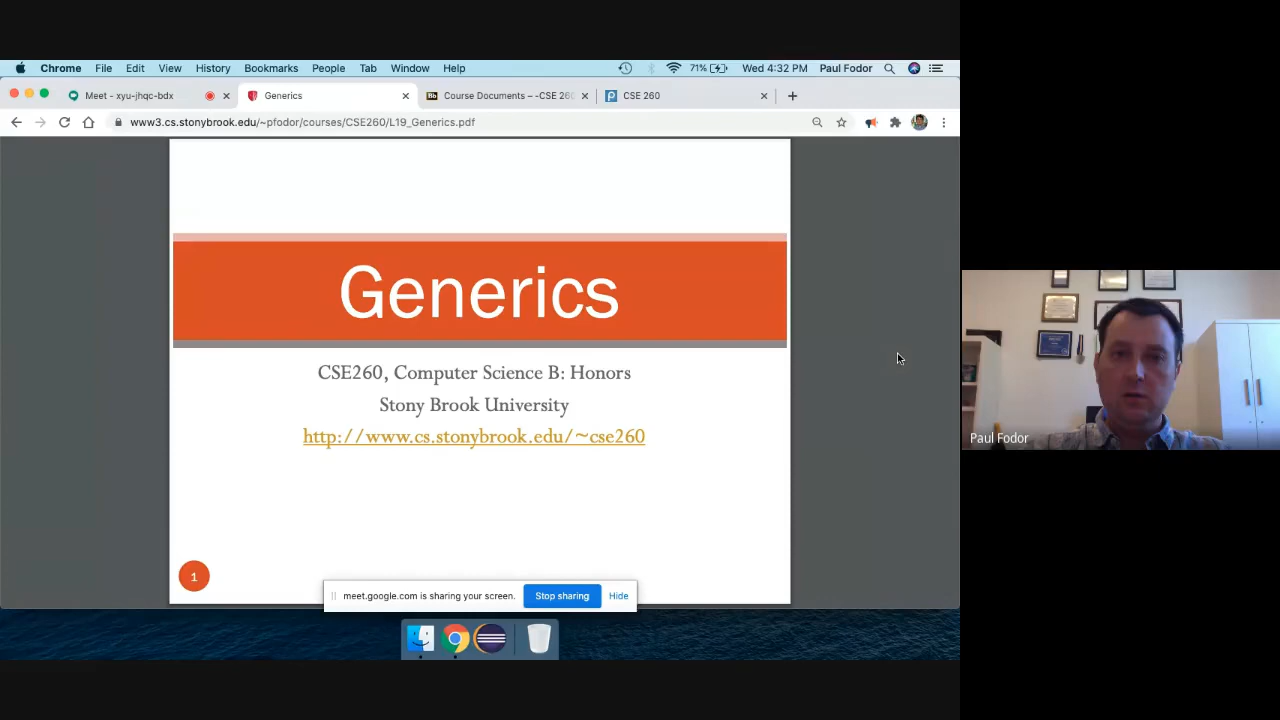 Chrome File Edit View History Bookmarks People Tab Window Help 71% Wed 4:32 PM Paul Fodor
Meet - xyu-jhqc-bdx Generics Course Documents – -CSE 260 CSE 260
www3.cs.stonybrook.edu/~pfodor/courses/CSE260/L19_Generics.pdf
Generics
CSE260, Computer Science B: Honors
Stony Brook University
http://www.cs.stonybrook.edu/~cse260
Paul Fodor
1
meet.google.com is sharing your screen. Stop sharing Hide